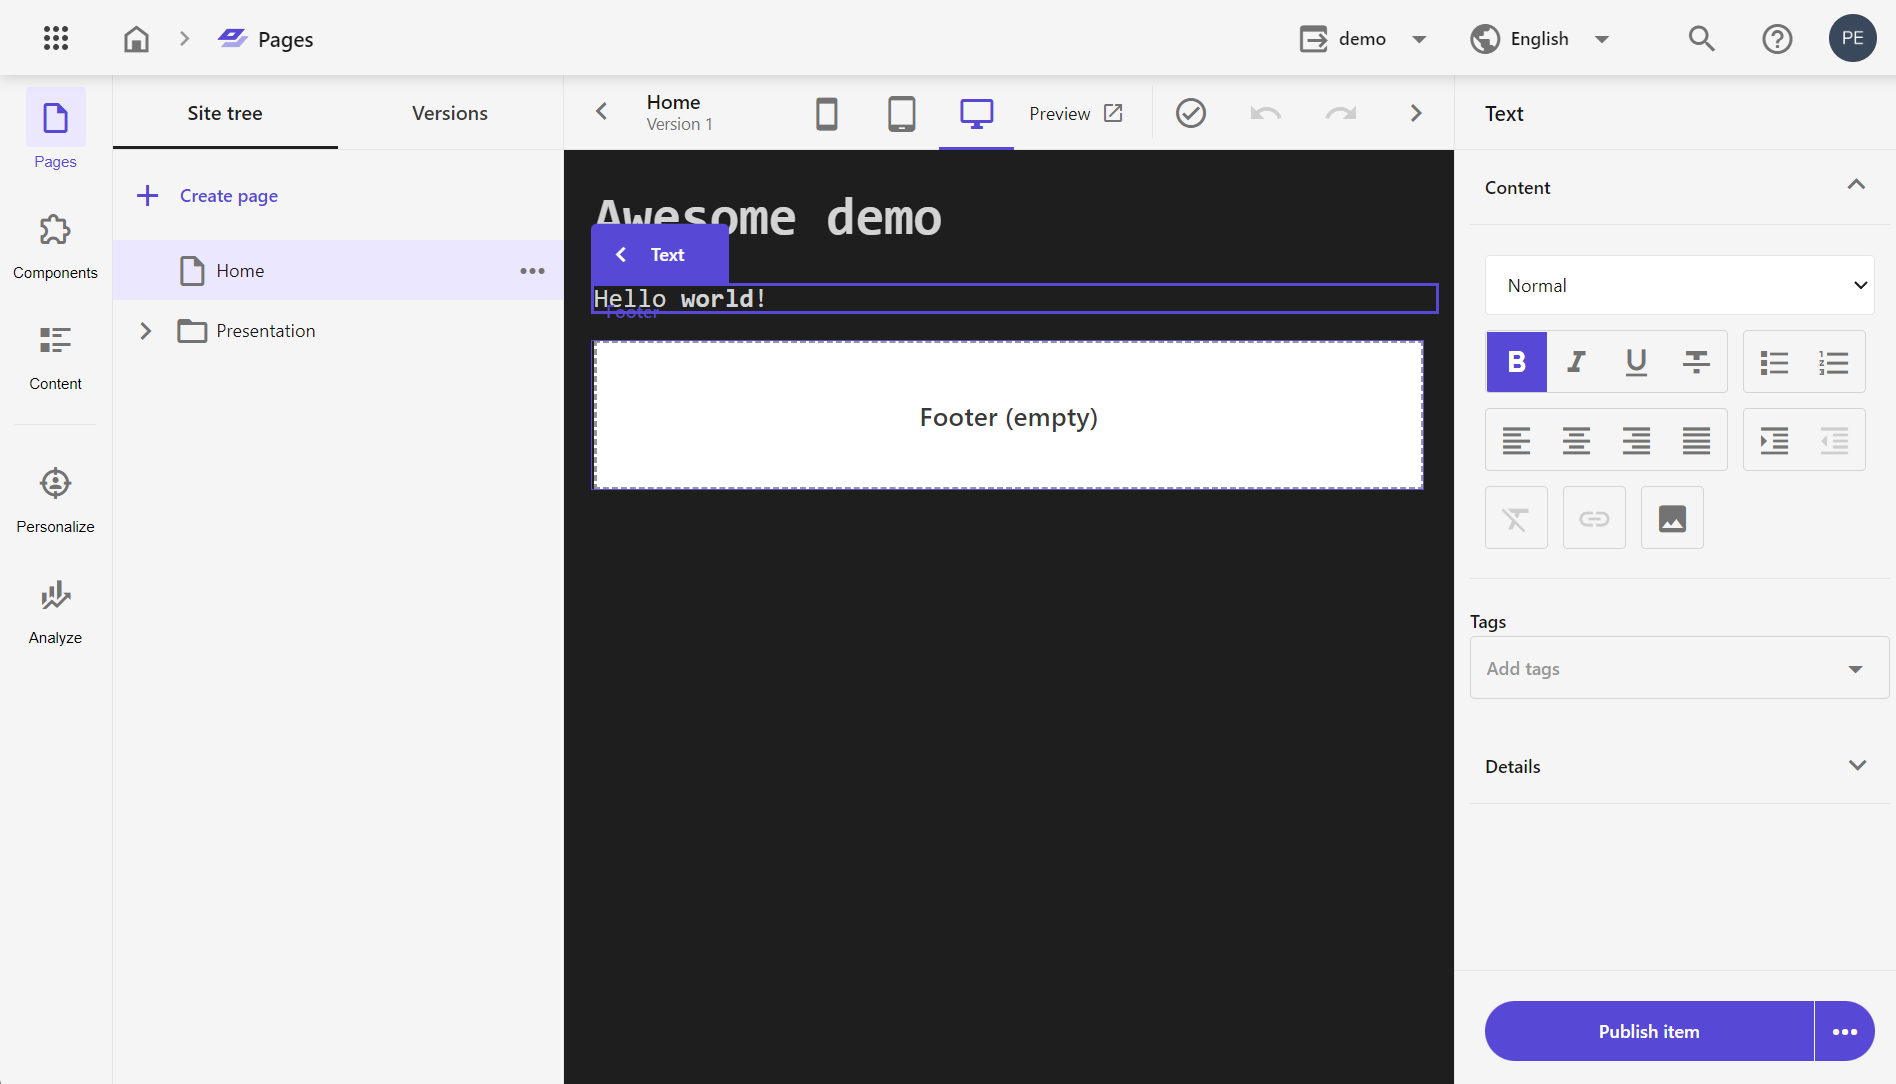 Pages
demo
English
PE
Pages
Components
Content
Personalize
Analyze
Site tree
Versions
Create page
Home
Presentation
Home
Version 1
Preview
Awesome demo
Text
Hello world!
Footer
Footer (empty)
Text
Content
Normal
B I U
Tags
Add tags
Details
Publish item